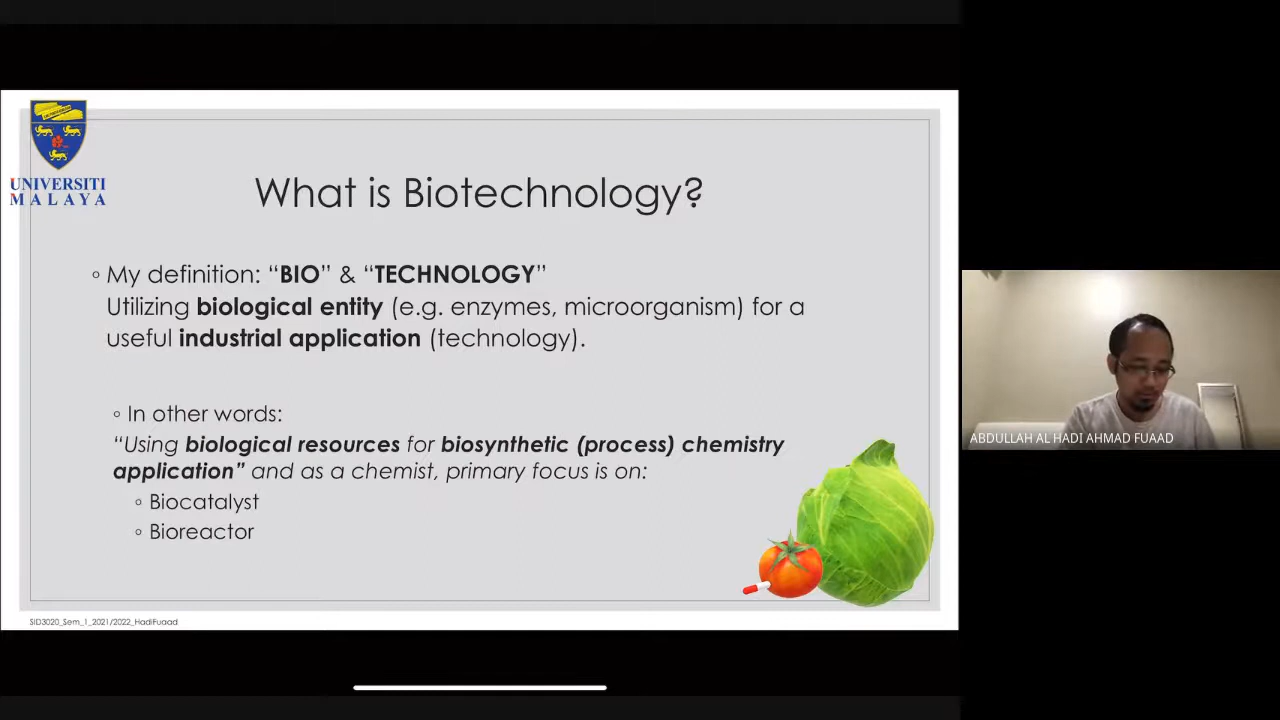 UNIVERSITI
MALAYA
What is Biotechnology?
◦ My definition: “BIO” & “TECHNOLOGY”
Utilizing biological entity (e.g. enzymes, microorganism) for a
useful industrial application (technology).
◦ In other words:
“Using biological resources for biosynthetic (process) chemistry
application” and as a chemist, primary focus is on:
◦ Biocatalyst
◦ Bioreactor
SID3020_Sem_1_2021/2022_HadiFuaad
ABDULLAH AL HADI AHMAD FUAAD